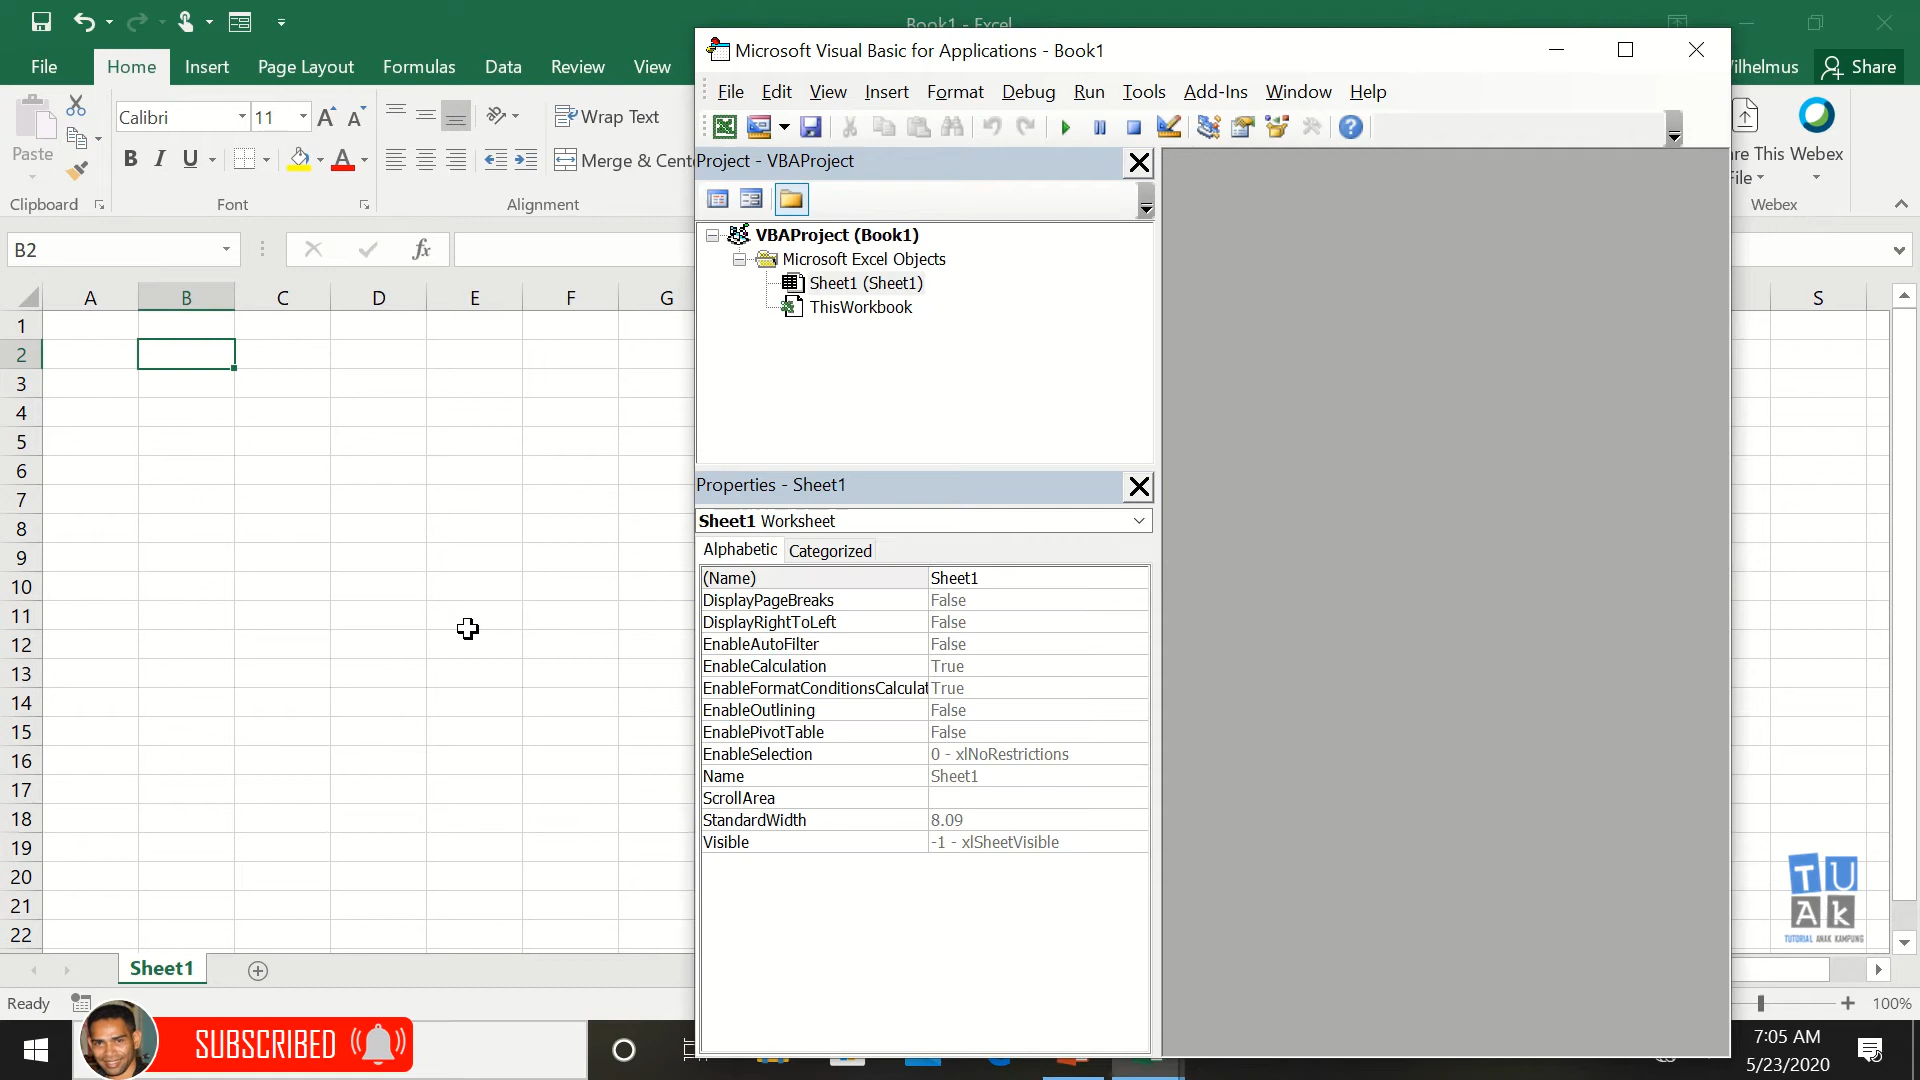 Book1 - Excel
File Home Insert Page Layout Formulas Data Review View
Share
Calibri 11
Wrap Text
Paste
B I U
Merge &
This Webex
File
Clipboard Font Alignment Webex
B2 fx
A B C D E F G S
1
2
3
4
5
6
7
8
9
10
11
12
13
14
15
16
17
18
19
20
21
22
Sheet1
Ready
100%
Microsoft Visual Basic for Applications - Book1
File Edit View Insert Format Debug Run Tools Add-Ins Window Help
Project - VBAProject
VBAProject (Book1)
Microsoft Excel Objects
Sheet1 (Sheet1)
ThisWorkbook
Properties - Sheet1
Sheet1 Worksheet
Alphabetic Categorized
(Name) Sheet1
DisplayPageBreaks False
DisplayRightToLeft False
EnableAutoFilter False
EnableCalculation True
EnableFormatConditionsCalculat True
EnableOutlining False
EnablePivotTable False
EnableSelection 0 - xlNoRestrictions
Name Sheet1
ScrollArea
StandardWidth 8.09
Visible -1 - xlSheetVisible
TU
Ak
TUTORIAL ANAK KAMPUNG
SUBSCRIBED
7:05 AM
5/23/2020